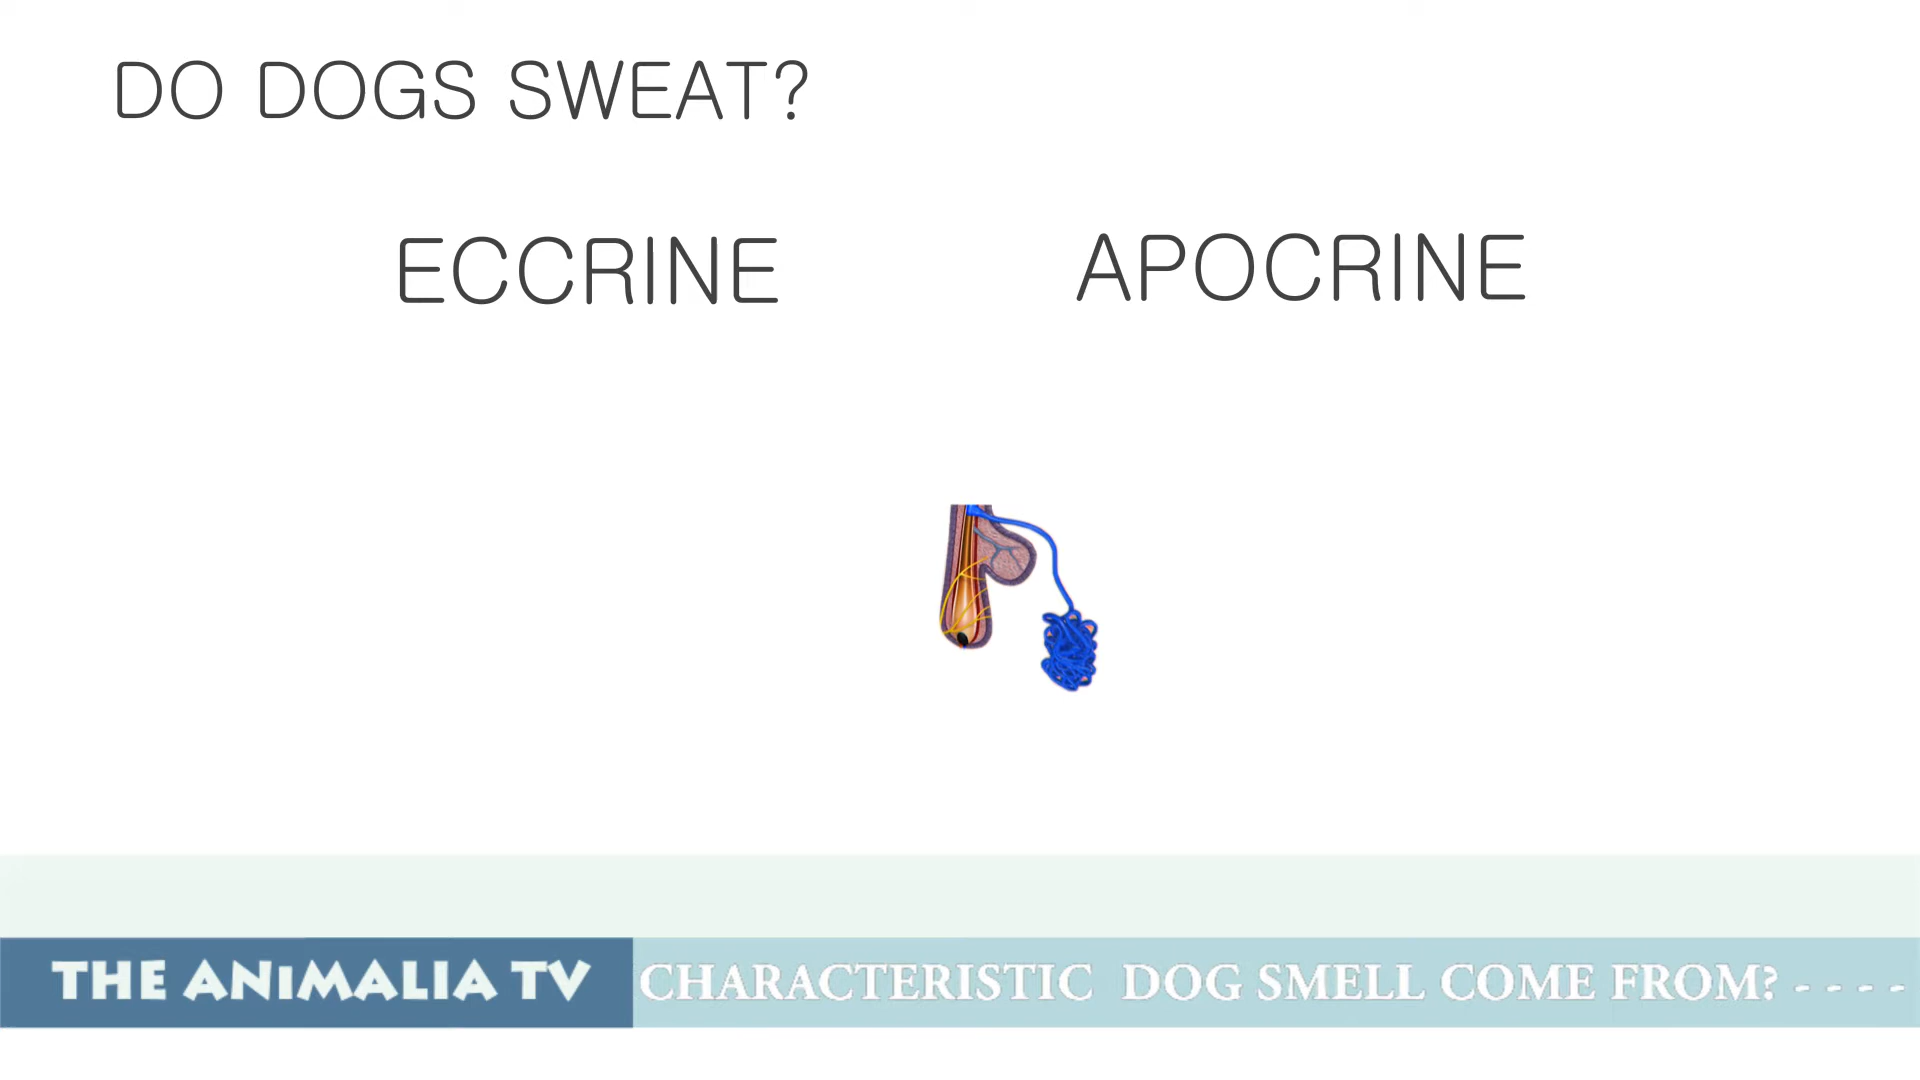 DO DOGS SWEAT?
ECCRINE
APOCRINE
THE ANiMALIA TV
CHARACTERISTIC DOG SMELL COME FROM? - - - -